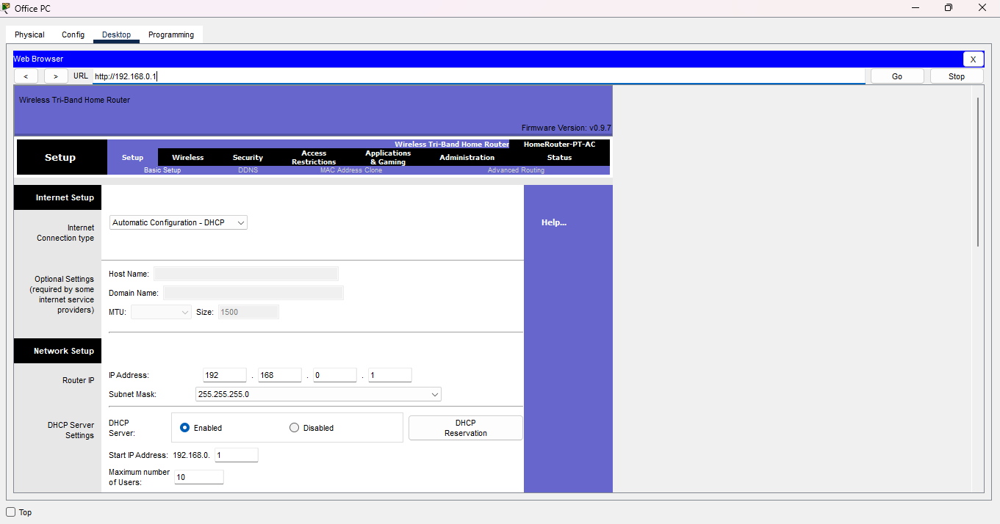 Office PC
Physical Config Desktop Programming
Web Browser X
< > URL http://192.168.0.1 Go Stop
Wireless Tri-Band Home Router
Firmware Version: v0.9.7
Wireless Tri-Band Home Router HomeRouter-PT-AC
Setup
Setup Wireless Security Access Restrictions Applications & Gaming Administration Status
Basic Setup DDNS MAC Address Clone Advanced Routing
Internet Setup
Internet
Connection type
Automatic Configuration - DHCP
Help...
Optional Settings
(required by some
internet service
providers)
Host Name:
Domain Name:
MTU: Size: 1500
Network Setup
Router IP
IP Address: 192 . 168 . 0 . 1
Subnet Mask: 255.255.255.0
DHCP Server
Settings
DHCP
Server:
Enabled Disabled
DHCP
Reservation
Start IP Address: 192.168.0. 1
Maximum number
of Users:
10
Top